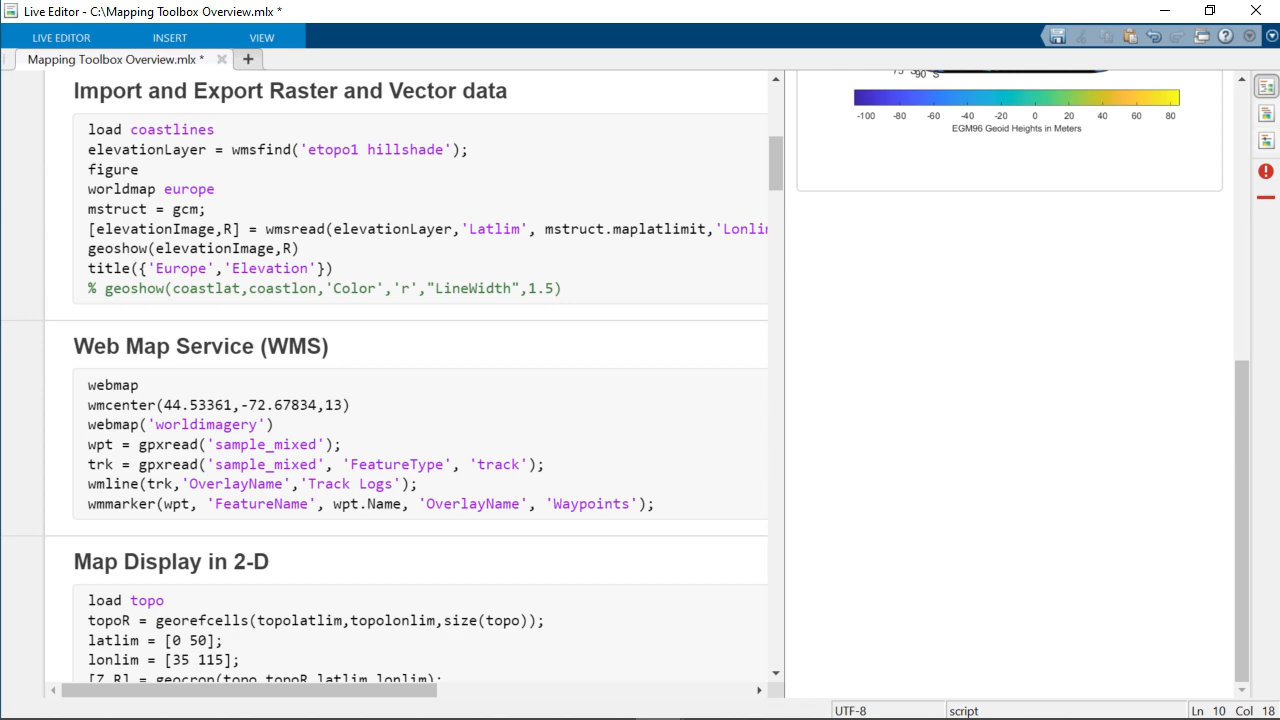 Live Editor - C:\Mapping Toolbox Overview.mlx *
LIVE EDITOR INSERT VIEW
Mapping Toolbox Overview.mlx *
Import and Export Raster and Vector data
load coastlines
elevationLayer = wmsfind('etopo1 hillshade');
figure
worldmap europe
mstruct = gcm;
[elevationImage,R] = wmsread(elevationLayer,'Latlim', mstruct.maplatlimit,'Lonlim
geoshow(elevationImage,R)
title({'Europe','Elevation'})
% geoshow(coastlat,coastlon,'Color','r',"LineWidth",1.5)
Web Map Service (WMS)
webmap
wmcenter(44.53361,-72.67834,13)
webmap('worldimagery')
wpt = gpxread('sample_mixed');
trk = gpxread('sample_mixed', 'FeatureType', 'track');
wmline(trk,'OverlayName','Track Logs');
wmmarker(wpt, 'FeatureName', wpt.Name, 'OverlayName', 'Waypoints');
Map Display in 2-D
load topo
topoR = georefcells(topolatlim,topolonlim,size(topo));
latlim = [0 50];
lonlim = [35 115];
[Z,R] = geocrop(topo,topoR,latlim,lonlim);
90° S
-100 -80 -60 -40 -20 0 20 40 60 80
EGM96 Geoid Heights in Meters
UTF-8 script Ln 10 Col 18